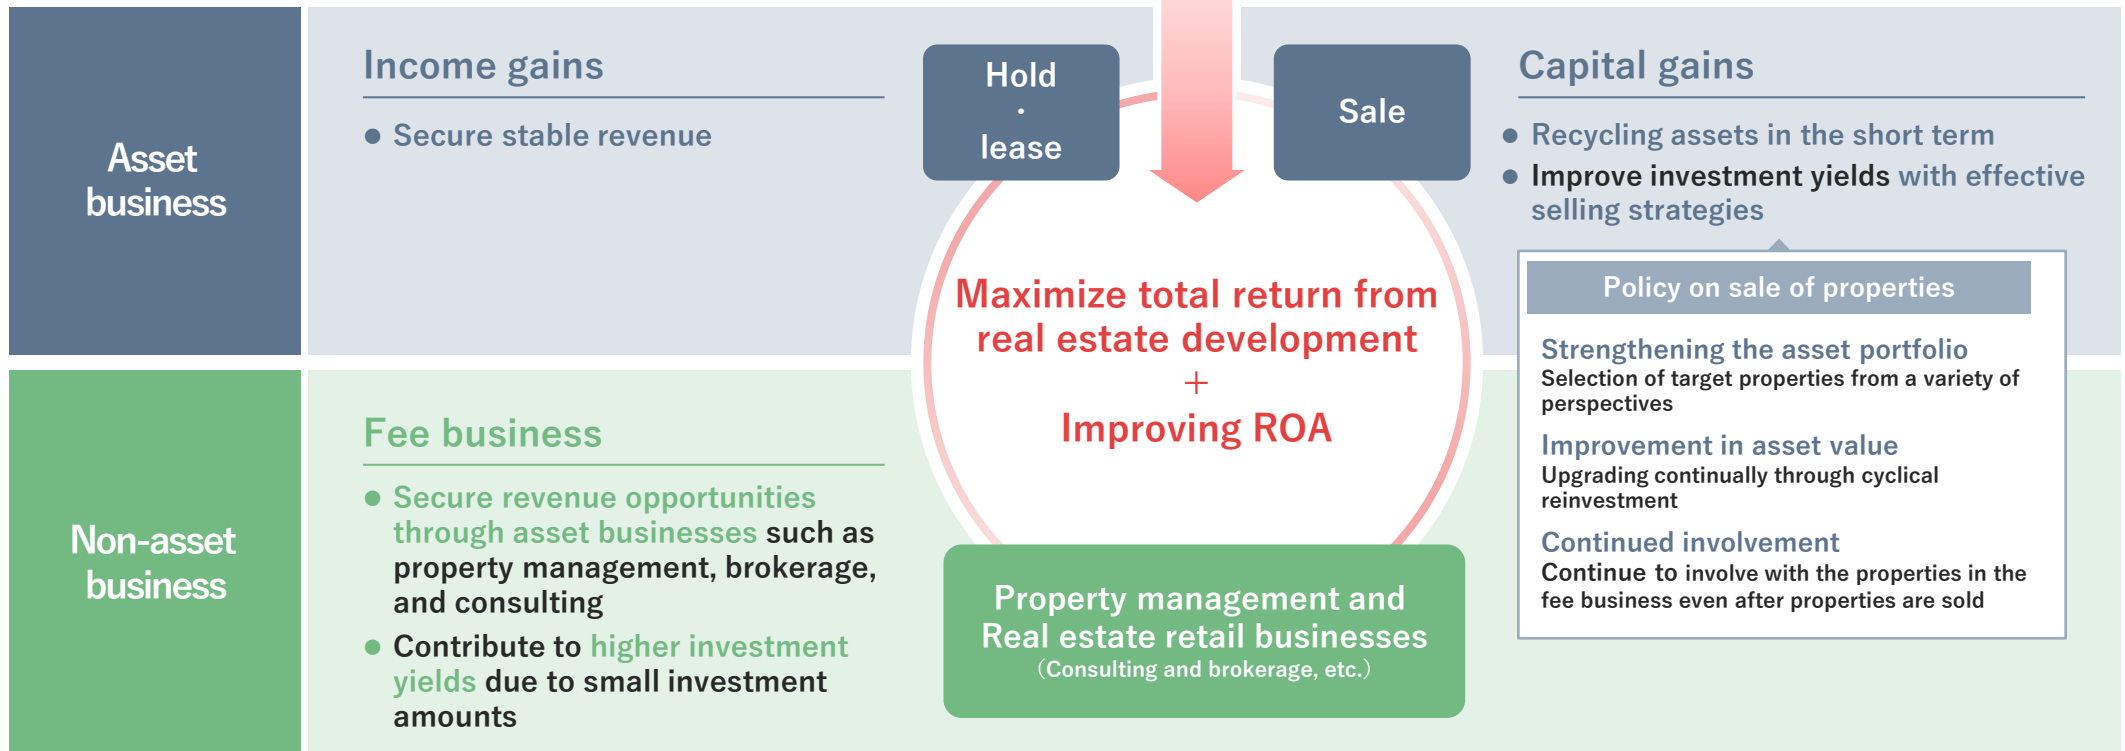 Asset
business
Income gains
● Secure stable revenue
Hold
・
lease
Sale
Capital gains
● Recycling assets in the short term
● Improve investment yields with effective
selling strategies
Policy on sale of properties
Strengthening the asset portfolio
Selection of target properties from a variety of
perspectives
Improvement in asset value
Upgrading continually through cyclical
reinvestment
Continued involvement
Continue to involve with the properties in the
fee business even after properties are sold
Maximize total return from
real estate development
+
Improving ROA
Non-asset
business
Fee business
● Secure revenue opportunities
through asset businesses such as
property management, brokerage,
and consulting
● Contribute to higher investment
yields due to small investment
amounts
Property management and
Real estate retail businesses
（Consulting and brokerage, etc.）